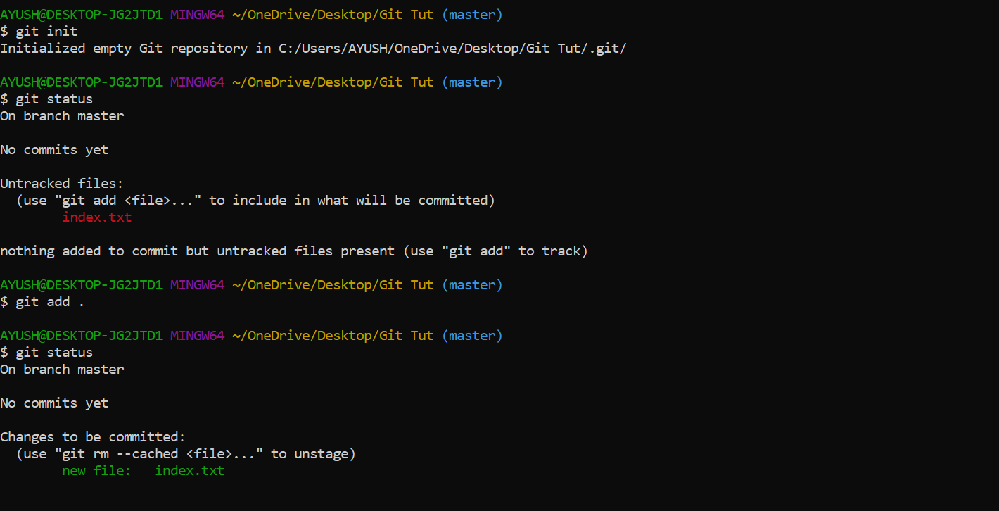 AYUSH@DESKTOP-JG2JTD1 MINGW64 ~/OneDrive/Desktop/Git Tut (master)
$ git init
Initialized empty Git repository in C:/Users/AYUSH/OneDrive/Desktop/Git Tut/.git/
AYUSH@DESKTOP-JG2JTD1 MINGW64 ~/OneDrive/Desktop/Git Tut (master)
$ git status
On branch master
No commits yet
Untracked files:
  (use "git add <file>..." to include in what will be committed)
        index.txt
nothing added to commit but untracked files present (use "git add" to track)
AYUSH@DESKTOP-JG2JTD1 MINGW64 ~/OneDrive/Desktop/Git Tut (master)
$ git add .
AYUSH@DESKTOP-JG2JTD1 MINGW64 ~/OneDrive/Desktop/Git Tut (master)
$ git status
On branch master
No commits yet
Changes to be committed:
  (use "git rm --cached <file>..." to unstage)
        new file:   index.txt